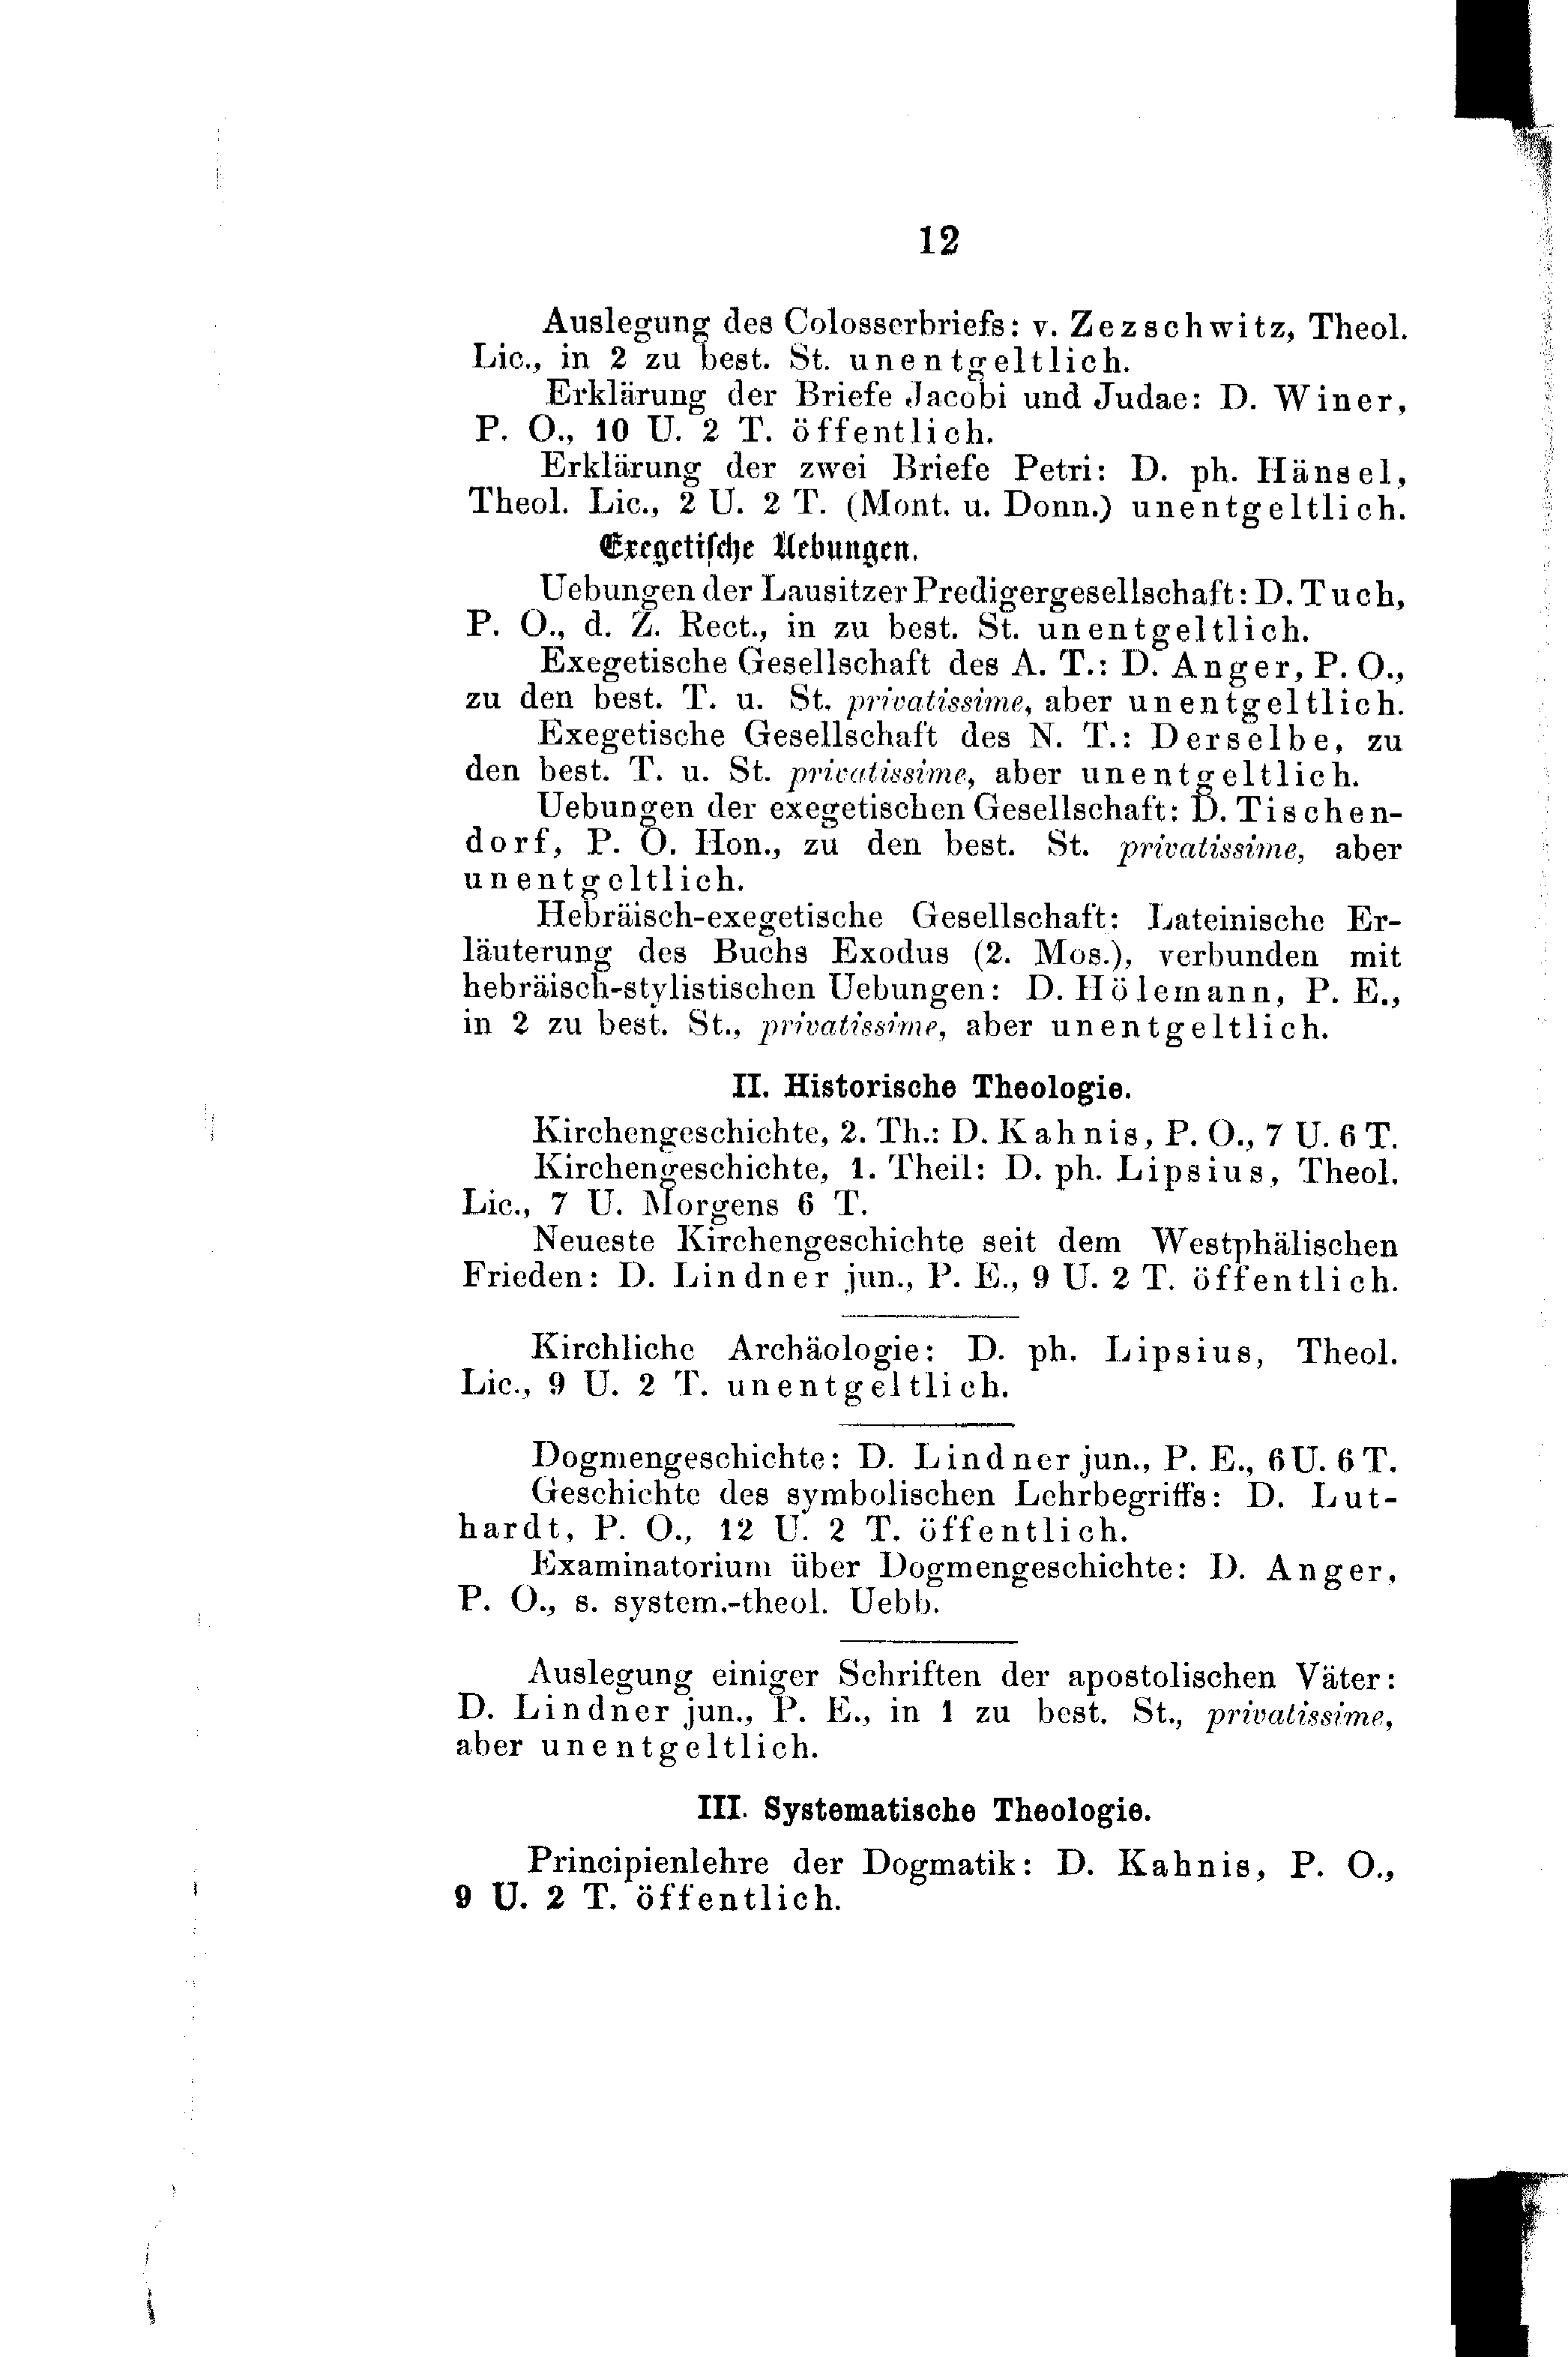 12
Auslegung des Colosserbriefs: v. Zezschwitz, Theol.
Lic., in 2 zu best. St. unentgeltlich.
Erklärung der Briefe Jacobi und Judae: D. Winer,
P. O., 10 U. 2 T. öffentlich.
Erklärung der zwei Briefe Petri: D. ph. Hänsel,
Theol. Lic., 2 U. 2 T. (Mont. u. Donn.) unentgeltlich.
Exegetische Uebungen.
Uebungen der Lausitzer Predigergesellschaft: D. Tuch,
P. O., d. Z. Rect., in zu best. St. unentgeltlich.
Exegetische Gesellschaft des A. T.: D. Anger, P. O.,
zu den best. T. u. St. privatissime, aber unentgeltlich.
Exegetische Gesellschaft des N. T.: Derselbe, zu
den best. T. u. St. privatissime, aber unentgeltlich.
Uebungen der exegetischen Gesellschaft: D. Tischen-
dorf, P. O. Hon., zu den best. St. privatissime, aber
unentgeltlich.
Hebräisch-exegetische Gesellschaft: Lateinische Er-
läuterung des Buchs Exodus (2. Mos.), verbunden mit
hebräisch-stylistischen Uebungen: D. Hölemann, P. E.,
in 2 zu best. St., privatissime, aber unentgeltlich.
II. Historische Theologie.
Kirchengeschichte, 2. Th.: D. Kahnis, P. O., 7 U. 6 T.
Kirchengeschichte, 1. Theil: D. ph. Lipsius, Theol.
Lic., 7 U. Morgens 6 T.
Neueste Kirchengeschichte seit dem Westphälischen
Frieden: D. Lindner jun., P. E., 9 U. 2 T. öffentlich.
Kirchliche Archäologie: D. ph. Lipsius, Theol.
Lic., 9 U. 2 T. unentgeltlich.
Dogmengeschichte: D. Lindner jun., P. E., 6 U. 6 T.
Geschichte des symbolischen Lehrbegriffs: D. Lut-
hardt, P. O., 12 U. 2 T. öffentlich.
Examinatorium über Dogmengeschichte: D. Anger,
P. O., s. system.-theol. Uebb.
Auslegung einiger Schriften der apostolischen Väter:
D. Lindner jun., P. E., in 1 zu best. St., privatissime,
aber unentgeltlich.
III. Systematische Theologie.
Principienlehre der Dogmatik: D. Kahnis, P. O.,
9 U. 2 T. öffentlich.